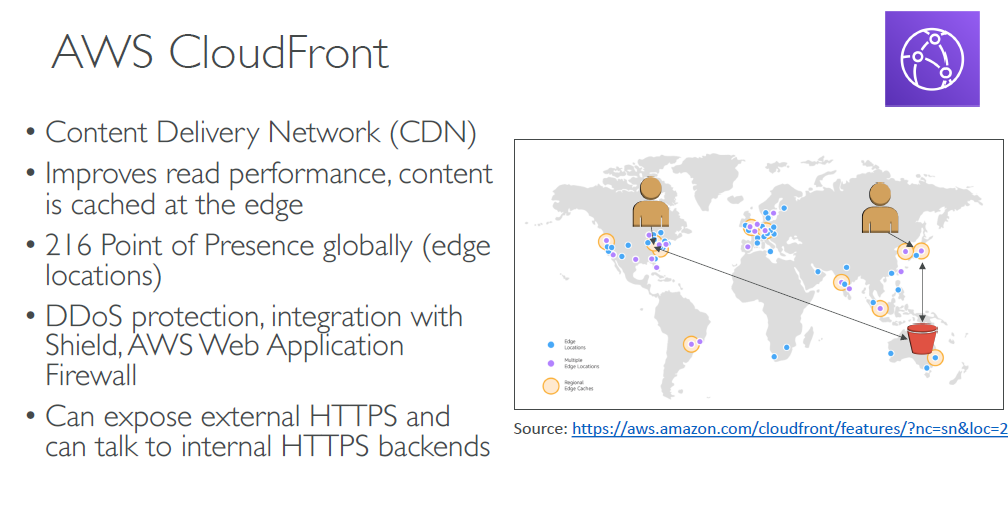 AWS CloudFront
• Content Delivery Network (CDN)
• Improves read performance, content
is cached at the edge
• 216 Point of Presence globally (edge
locations)
• DDoS protection, integration with
Shield, AWS Web Application
Firewall
• Can expose external HTTPS and
can talk to internal HTTPS backends
Edge
Locations
Multiple
Edge Locations
Regional
Edge Caches
Source: https://aws.amazon.com/cloudfront/features/?nc=sn&loc=2